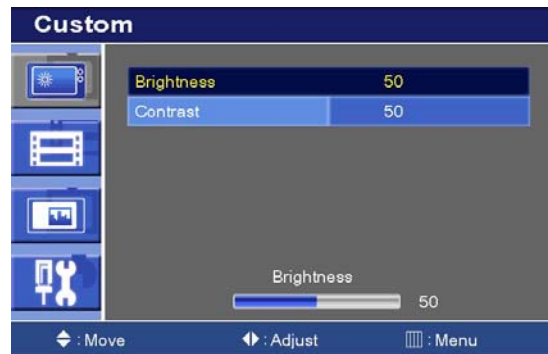 Custom
Brightness 50
Contrast 50
Brightness
50
: Move : Adjust : Menu